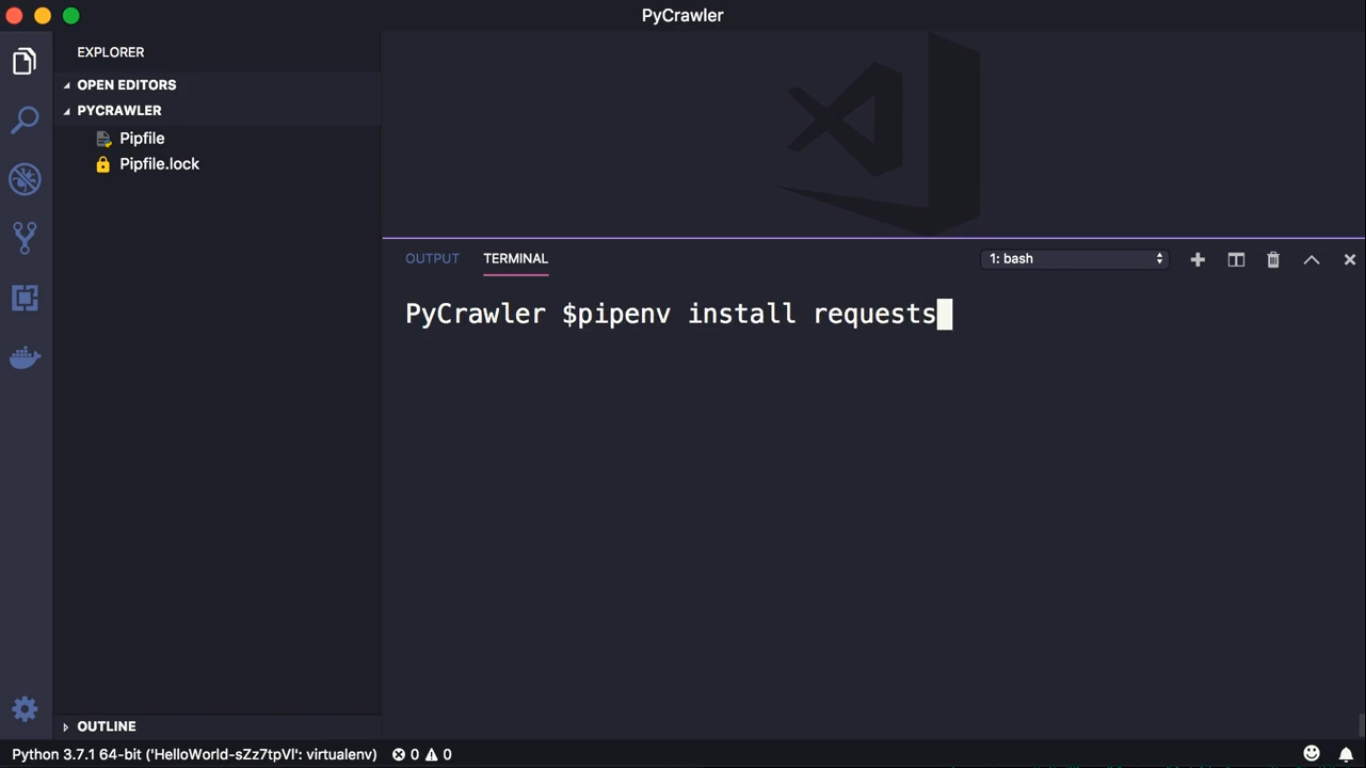 PyCrawler
EXPLORER
OPEN EDITORS
PYCRAWLER
Pipfile
Pipfile.lock
OUTLINE
OUTPUT TERMINAL 1: bash
PyCrawler $pipenv install requests
Python 3.7.1 64-bit ('HelloWorld-sZz7tpVl': virtualenv) 0 0